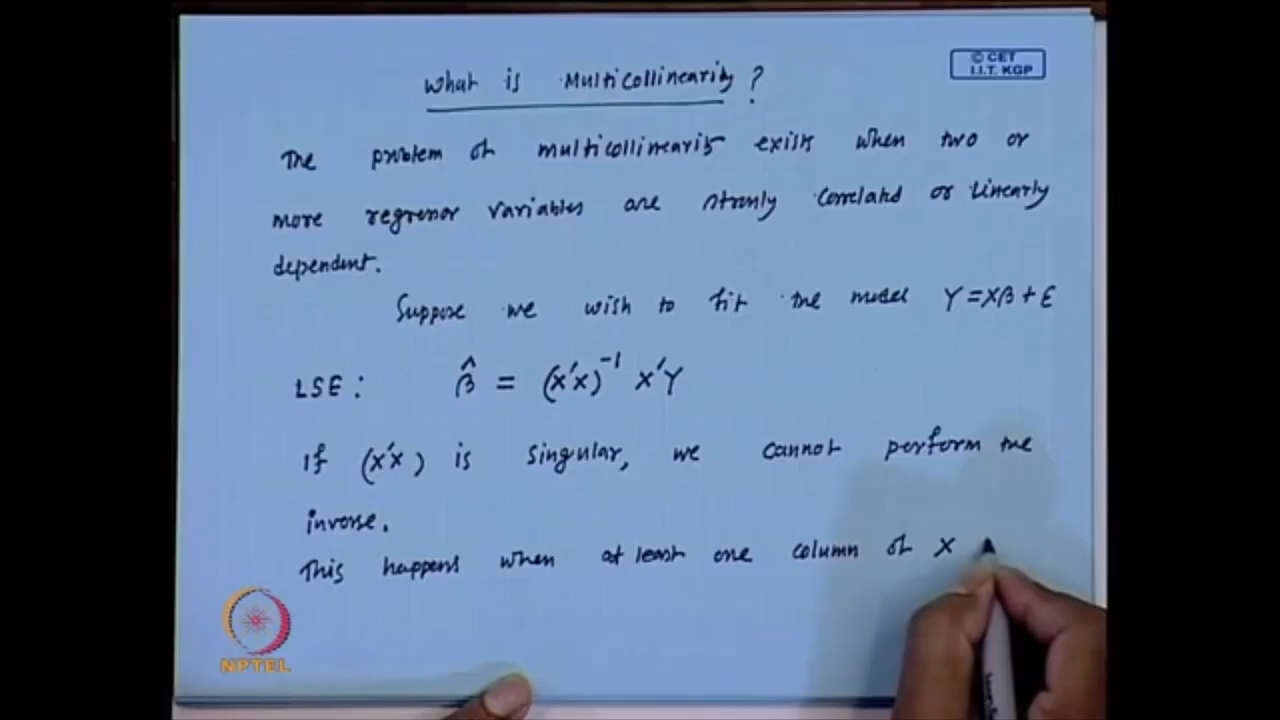 © CET
I.I.T. KGP
What is Multicollinearity ?
The problem of multicollinearity exists when two or
more regressor variables are strongly correlated or linearly
dependent.
Suppose we wish to fit the model Y = Xβ + ε
LSE : β̂ = (X′X)⁻¹ X′Y
If (X′X) is singular, we cannot perform the
inverse.
This happens when at least one column of X
NPTEL